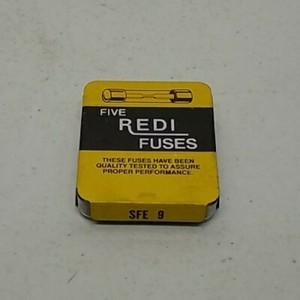 FIVE
REDI
FUSES
THESE FUSES HAVE BEEN
QUALITY TESTED TO ASSURE
PROPER PERFORMANCE.
SFE 9